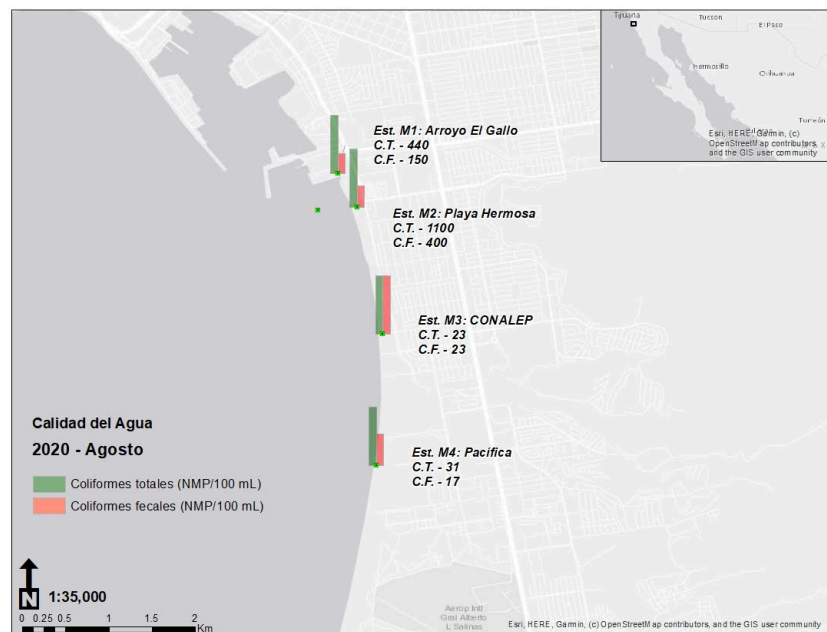 Tijuana
Tucson
El Paso
Hermosillo
Chihuahua
Torreón
Esri, HERE, Garmin, (c)
OpenStreetMap contributors,
and the GIS user community
Est. M1: Arroyo El Gallo
C.T. - 440
C.F. - 150
Est. M2: Playa Hermosa
C.T. - 1100
C.F. - 400
Est. M3: CONALEP
C.T. - 23
C.F. - 23
Est. M4: Pacífica
C.T. - 31
C.F. - 17
Calidad del Agua
2020 - Agosto
Coliformes totales (NMP/100 mL)
Coliformes fecales (NMP/100 mL)
N
1:35,000
0 0.25 0.5 1 1.5 2
Km
Aerop Intl
Gral Alberto
L Salinas
Esri, HERE, Garmin, (c) OpenStreetMap contributors, and the GIS user community